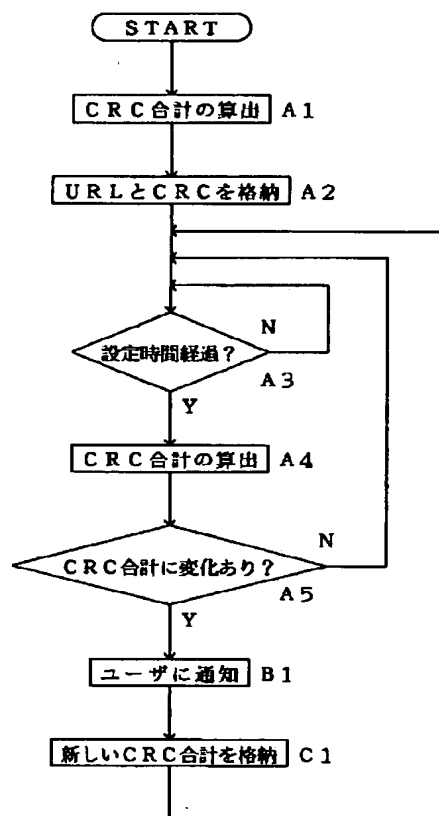 START
CRC合計の算出 A1
URLとCRCを格納 A2
N
設定時間経過?
A3
Y
CRC合計の算出 A4
N
CRC合計に変化あり?
A5
Y
ユーザに通知 B1
新しいCRC合計を格納 C1